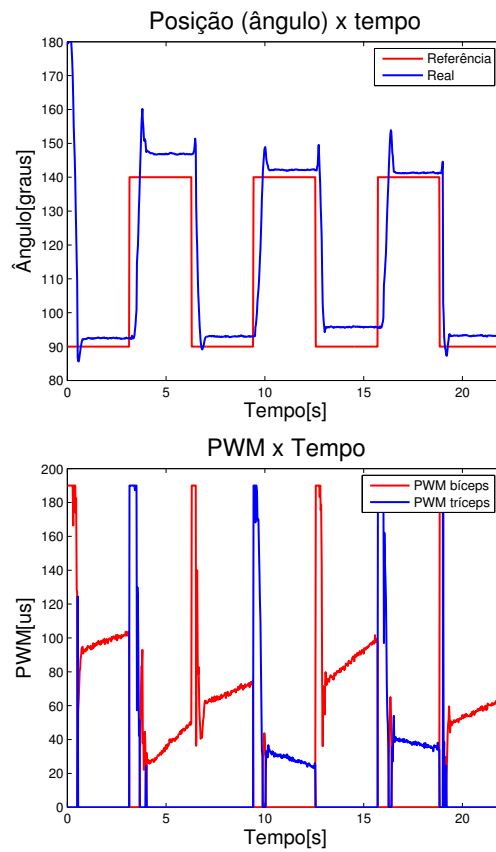 Posição (ângulo) x tempo
Referência
Real
Ângulo[graus]
180
170
160
150
140
130
120
110
100
90
80
0 5 10 15 20
Tempo[s]
PWM x Tempo
PWM bíceps
PWM tríceps
PWM[us]
200
180
160
140
120
100
80
60
40
20
0
0 5 10 15 20
Tempo[s]